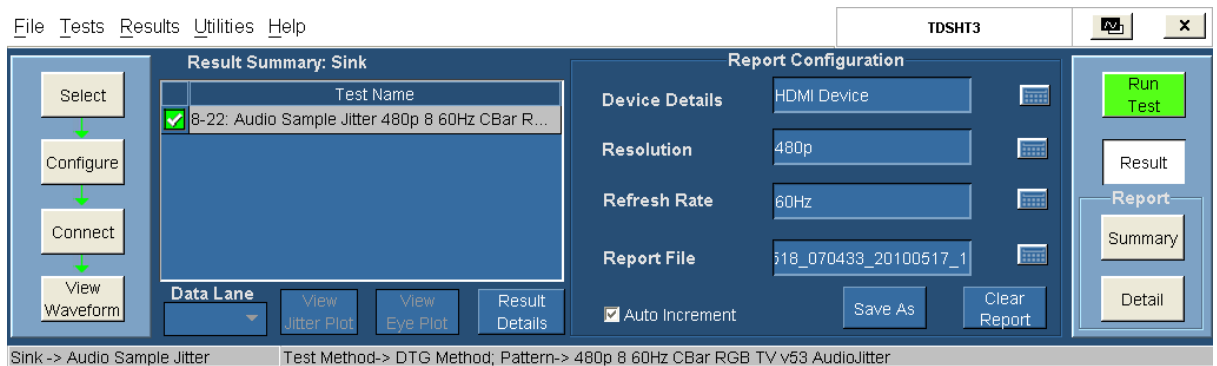 File Tests Results Utilities Help
TDSHT3
x
Select
Configure
Connect
View
Waveform
Result Summary: Sink
Test Name
8-22: Audio Sample Jitter 480p 8 60Hz CBar R...
Data Lane
View
Jitter Plot
View
Eye Plot
Result
Details
Report Configuration
Device Details
HDMI Device
Resolution
480p
Refresh Rate
60Hz
Report File
518_070433_20100517_1
Auto Increment
Save As
Clear
Report
Run
Test
Result
Report
Summary
Detail
Sink -> Audio Sample Jitter
Test Method-> DTG Method; Pattern-> 480p 8 60Hz CBar RGB TV v53 AudioJitter